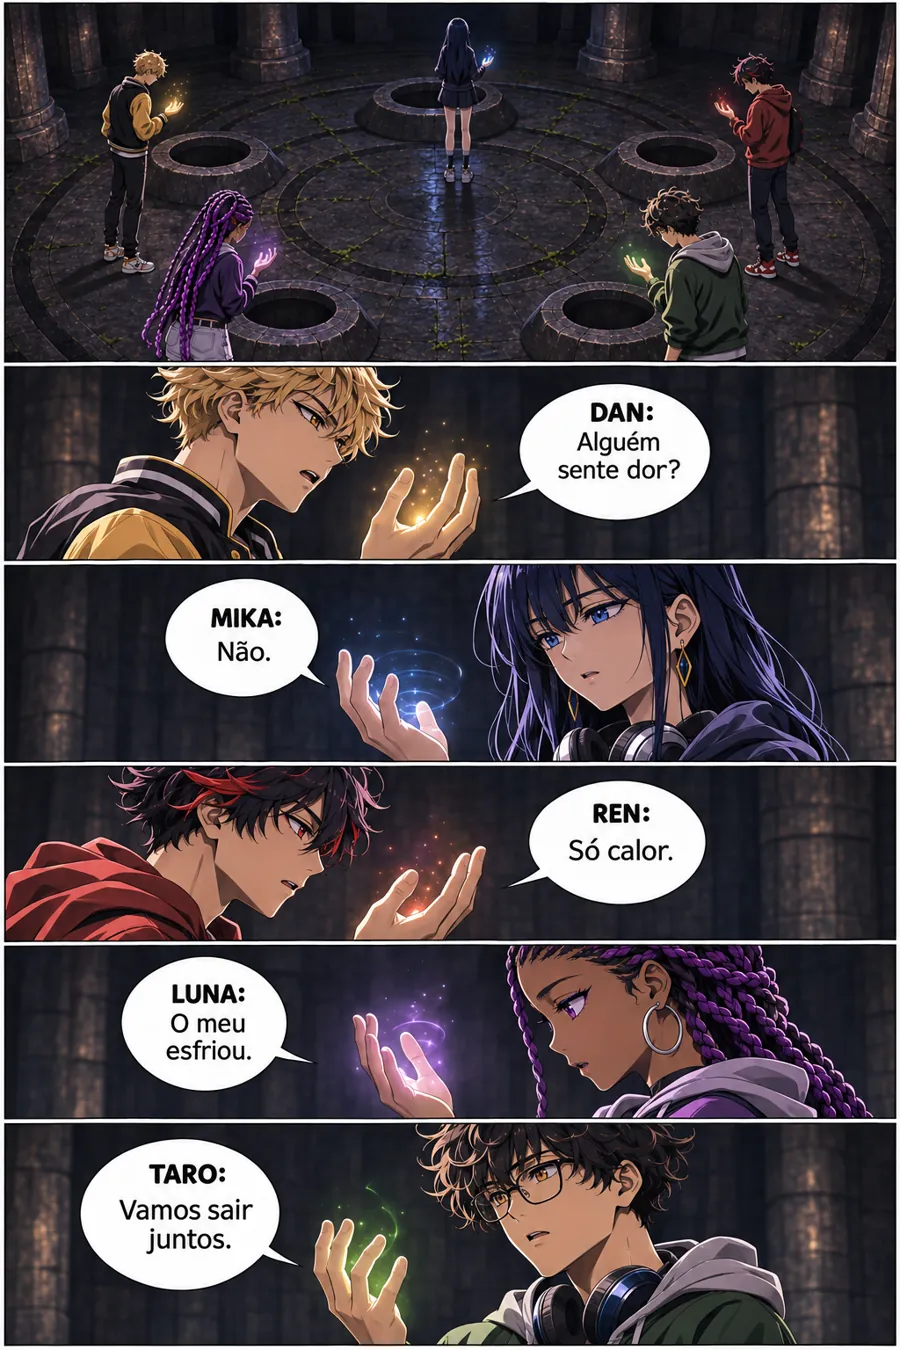 DAN:
Alguém
sente dor?
MIKA:
Não.
REN:
Só calor.
LUNA:
O meu
esfriou.
TARO:
Vamos sair
juntos.